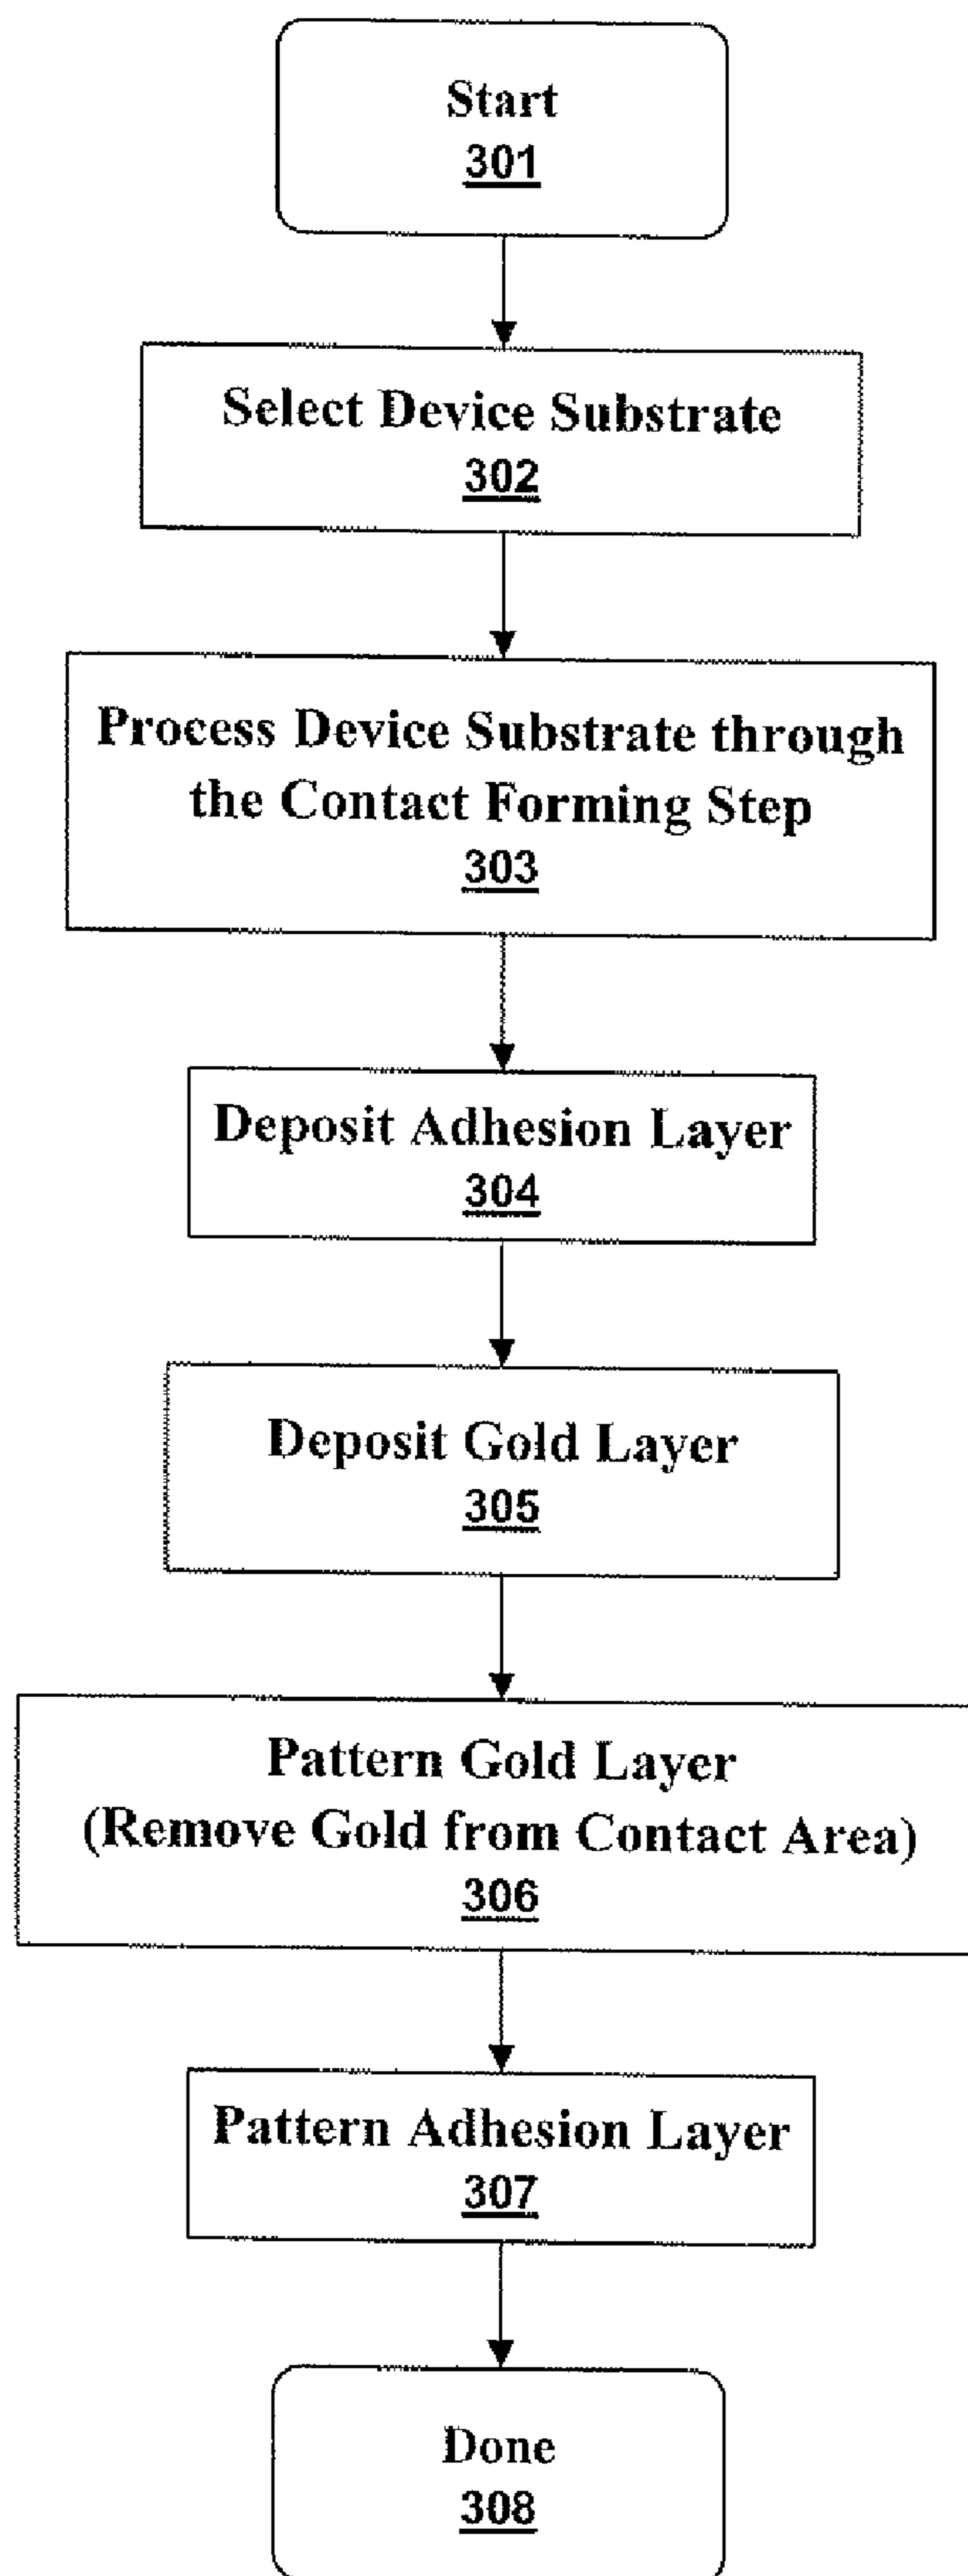 Start
301
Select Device Substrate
302
Process Device Substrate through
the Contact Forming Step
303
Deposit Adhesion Layer
304
Deposit Gold Layer
305
Pattern Gold Layer
(Remove Gold from Contact Area)
306
Pattern Adhesion Layer
307
Done
308